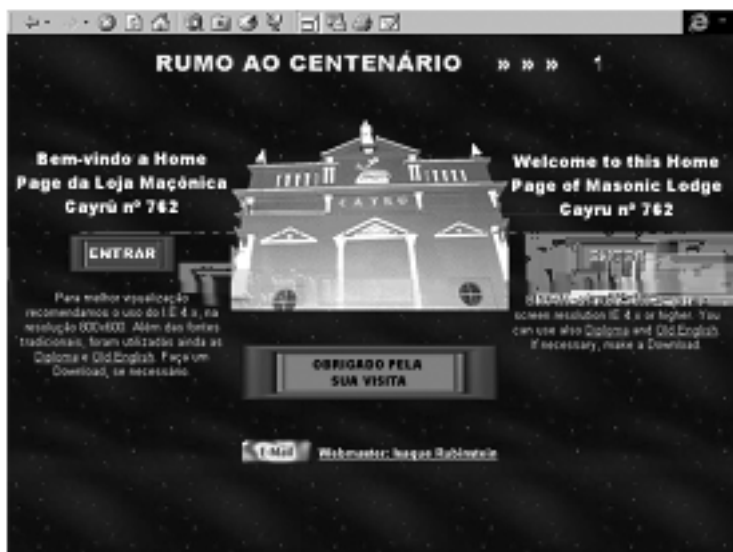 RUMO AO CENTENÁRIO » » » 1
Bem-vindo a Home
Page da Loja Maçônica
Cayrû nº 762
ENTRAR
Para melhor visualização
recomendamos o uso do I.E 4.x, na
resolução 800x600. Além das fontes
tradicionais, foram utilizados ainda as
Diploma e Old English. Faça um
Download, se necessário.
CAYRU
Welcome to this Home
Page of Masonic Lodge
Cayru nº 762
screen resolution IE 4.x or higher. You
can use also Diploma and Old English.
If necessary, make a Download.
OBRIGADO PELA
SUA VISITA
E-Mail Webmaster: Isaque Rubinstein